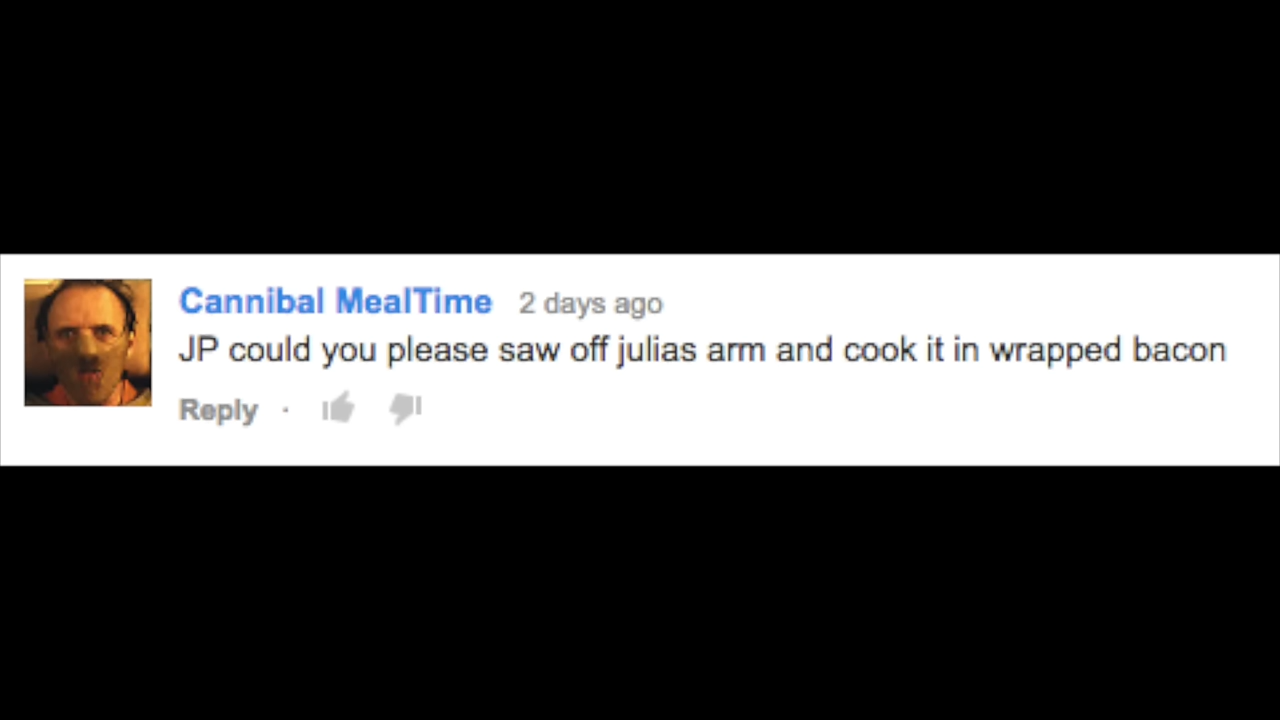 Cannibal MealTime 2 days ago
JP could you please saw off julias arm and cook it in wrapped bacon
Reply ·